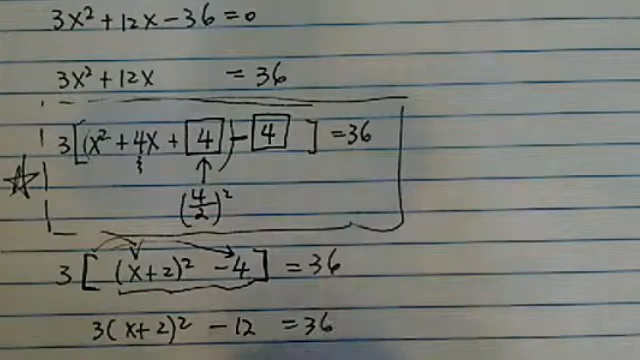 3x² + 12x - 36 = 0
3x² + 12x = 36
3[(x² + 4x + 4) - 4] = 36
(4/2)²
3[(x+2)² - 4] = 36
3(x+2)² - 12 = 36